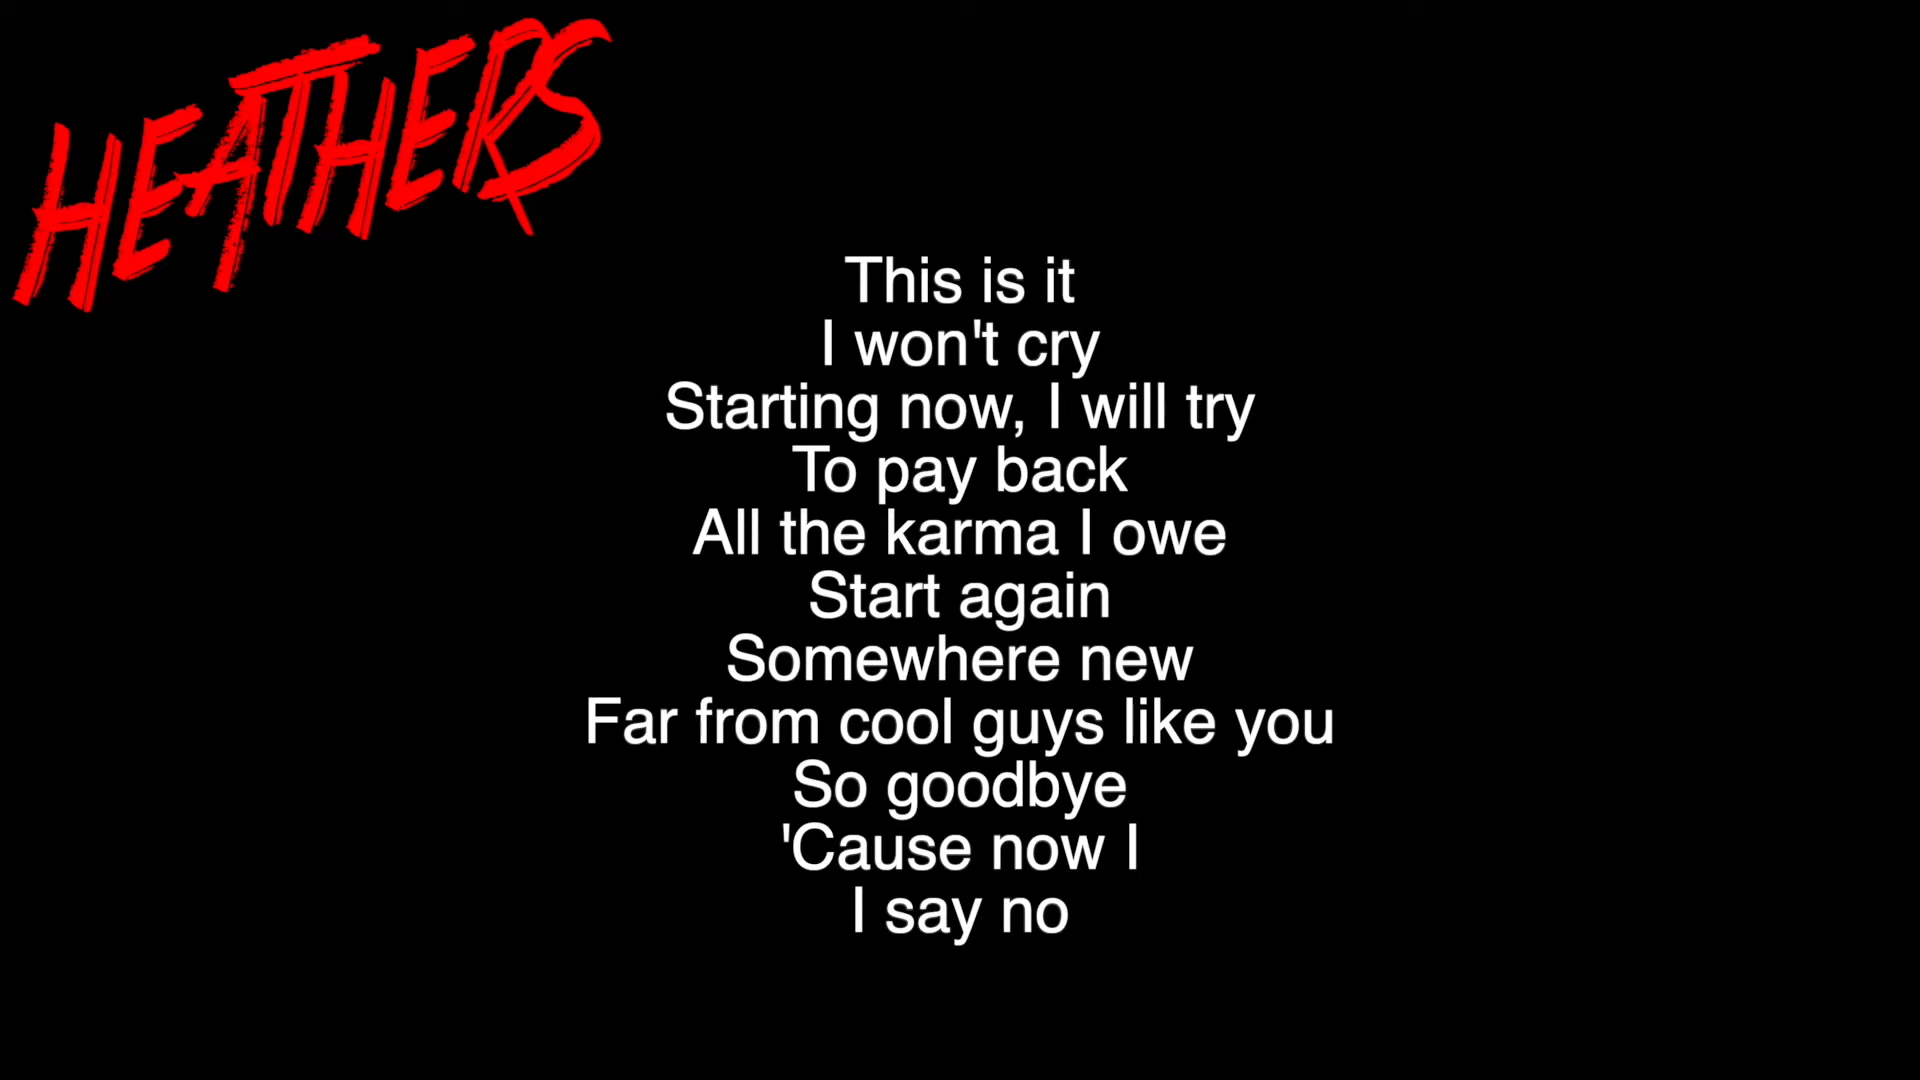 HEATHERS
This is it
I won't cry
Starting now, I will try
To pay back
All the karma I owe
Start again
Somewhere new
Far from cool guys like you
So goodbye
'Cause now I
I say no